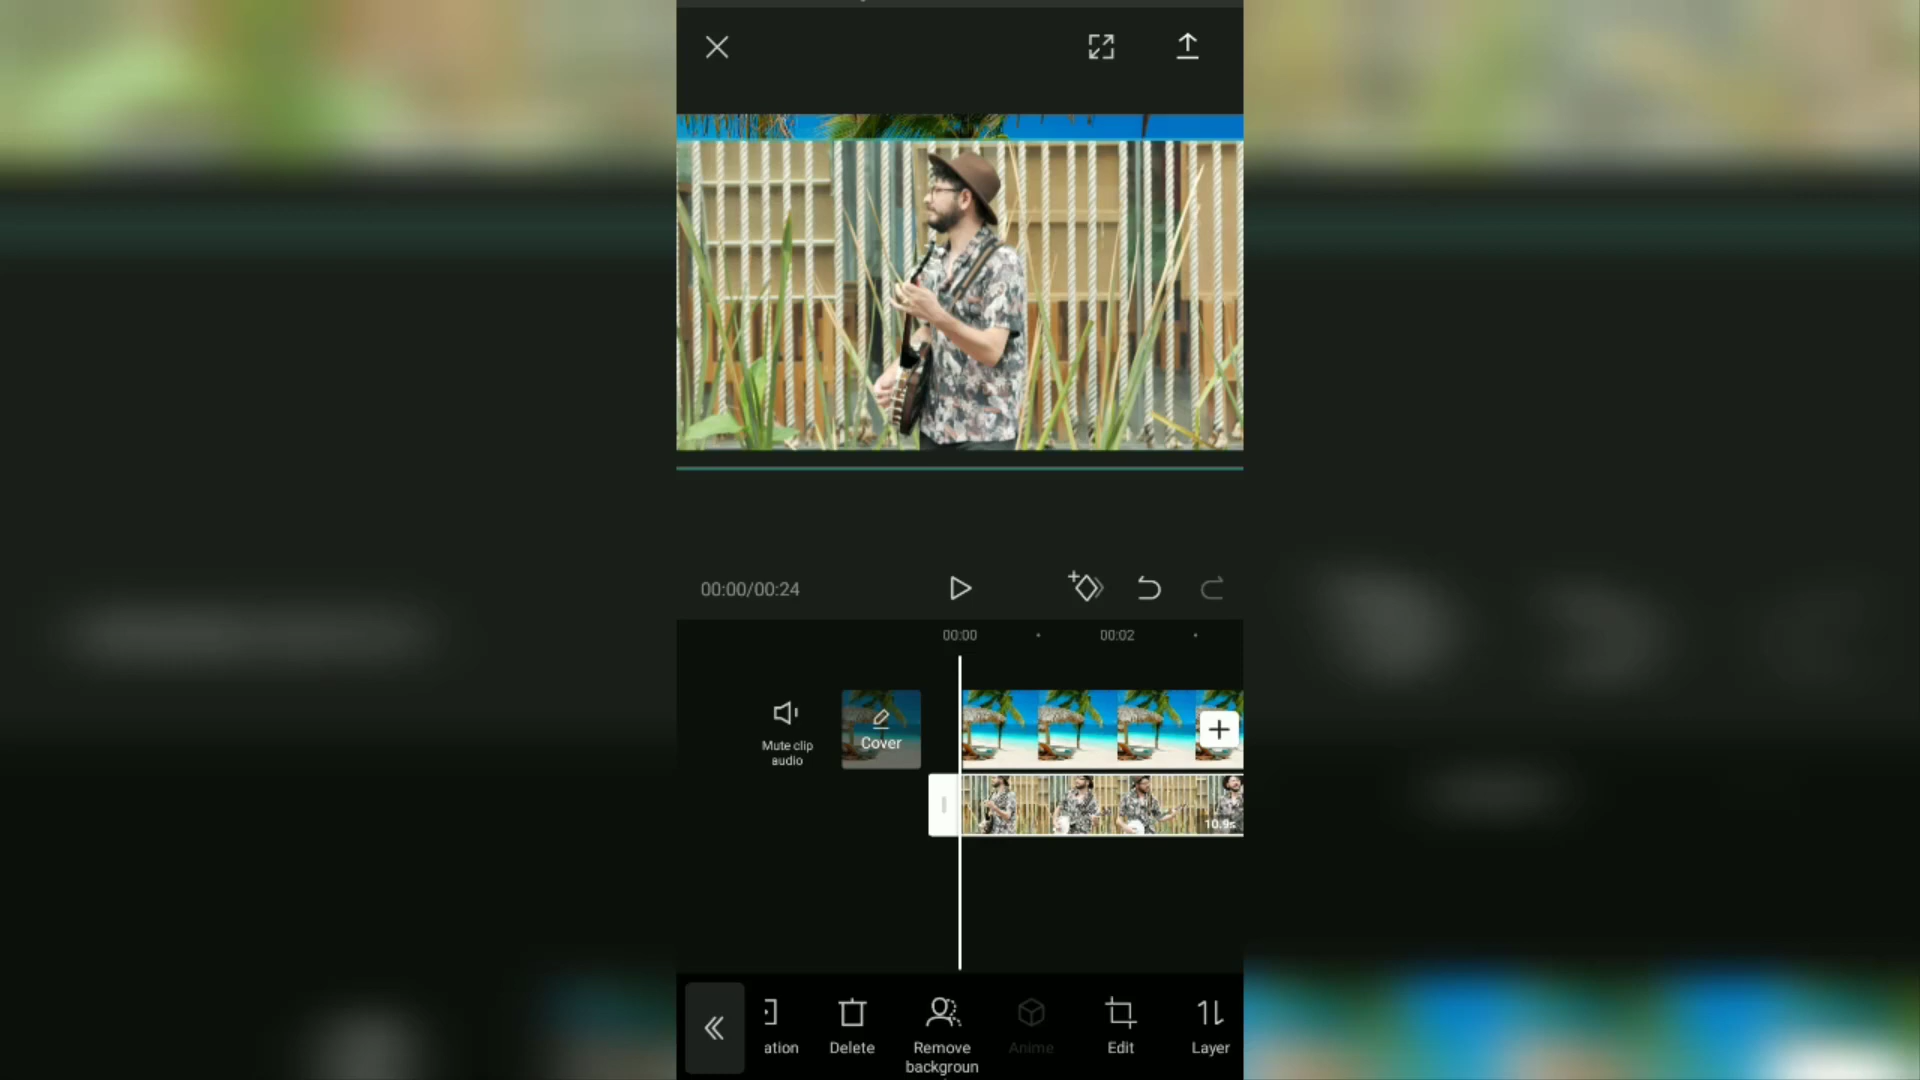 00:00/00:24
00:00
00:02
Mute clip
audio
Cover
10.9s
ation
Delete
Remove
backgroun
Anime
Edit
Layer